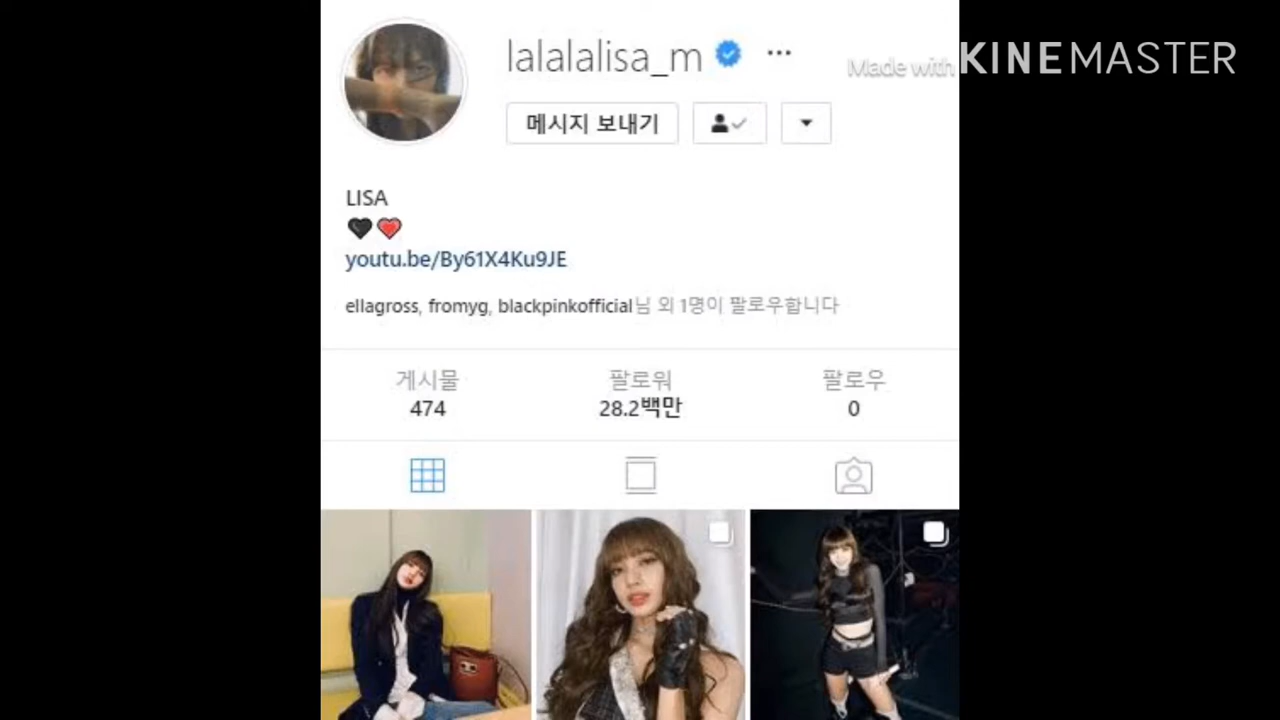 lalalalisa_m
Made with KINEMASTER
메시지 보내기
LISA
youtu.be/By61X4Ku9JE
ellagross, fromyg, blackpinkofficial님 외 1명이 팔로우합니다
게시물 팔로워 팔로우
474 28.2백만 0